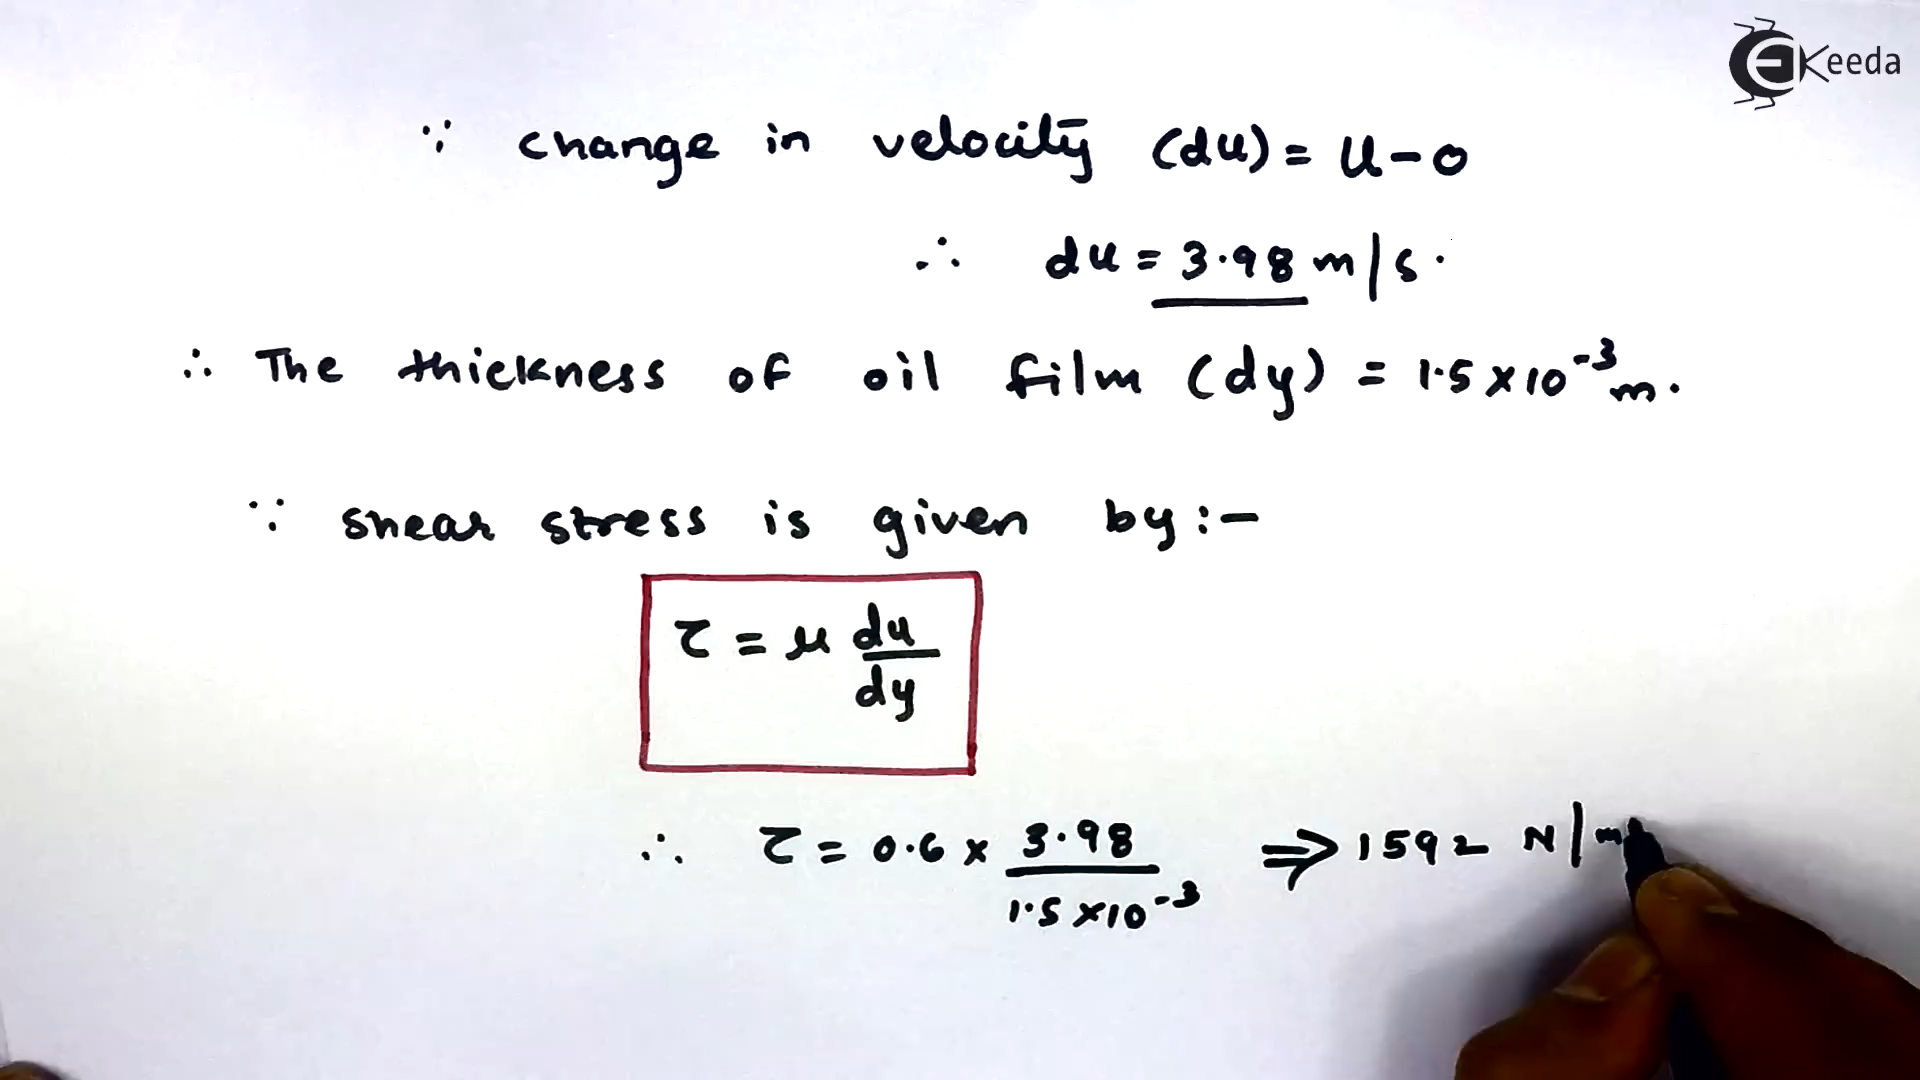 Keeda
∵ change in velocity (du) = u - 0
∴ du = 3.98 m/s.
∴ The thickness of oil film (dy) = 1.5 × 10⁻³ m.
∵ shear stress is given by :-
τ = μ du/dy
∴ τ = 0.6 × 3.98/1.5 × 10⁻³ ⇒ 1592 N/m